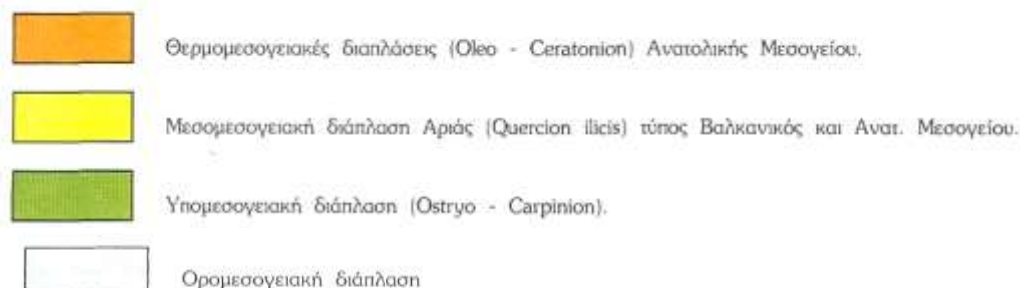 Θερμομεσογειακές διαπλάσεις (Oleo - Ceratonion) Ανατολικής Μεσογείου.
Μεσομεσογειακή διάπλαση Αριάς (Quercion ilicis) τύπος Βαλκανικός και Ανατ. Μεσογείου.
Υπομεσογειακή διάπλαση (Ostryo - Carpinion).
Ορομεσογειακή διάπλαση